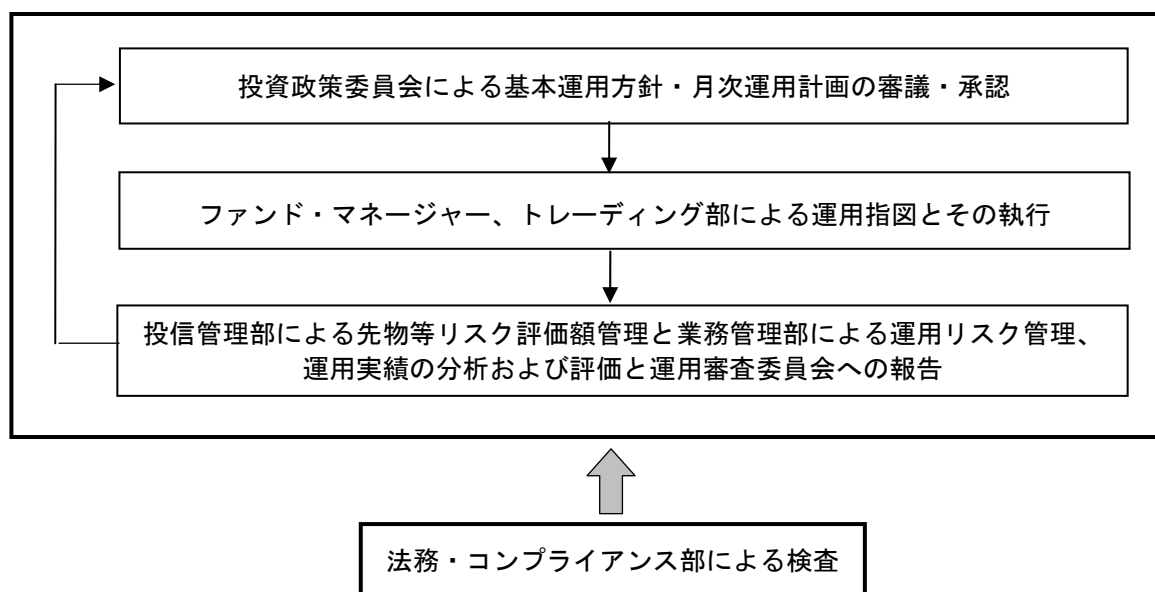 投資政策委員会による基本運用方針・月次運用計画の審議・承認
ファンド・マネージャー、トレーディング部による運用指図とその執行
投信管理部による先物等リスク評価額管理と業務管理部による運用リスク管理、
運用実績の分析および評価と運用審査委員会への報告
法務・コンプライアンス部による検査